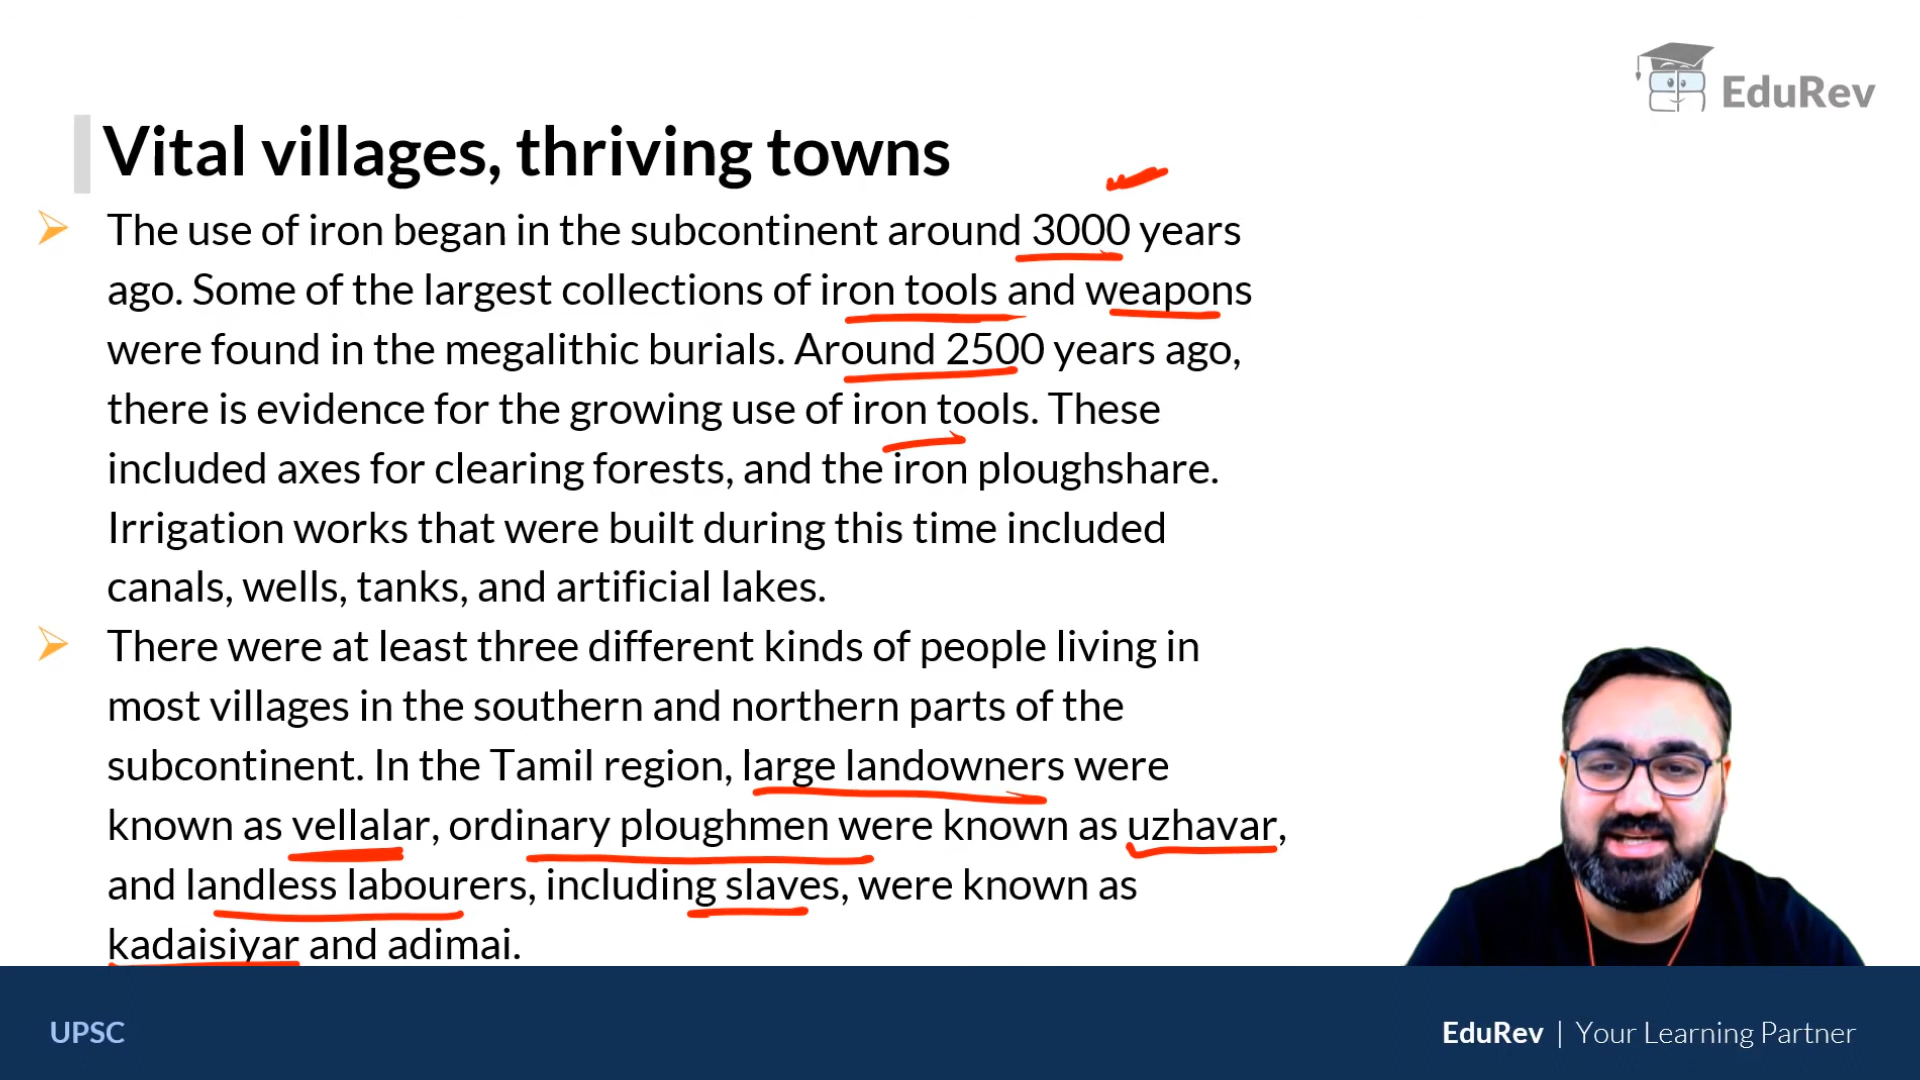 EduRev
Vital villages, thriving towns
The use of iron began in the subcontinent around 3000 years
ago. Some of the largest collections of iron tools and weapons
were found in the megalithic burials. Around 2500 years ago,
there is evidence for the growing use of iron tools. These
included axes for clearing forests, and the iron ploughshare.
Irrigation works that were built during this time included
canals, wells, tanks, and artificial lakes.
There were at least three different kinds of people living in
most villages in the southern and northern parts of the
subcontinent. In the Tamil region, large landowners were
known as vellalar, ordinary ploughmen were known as uzhavar,
and landless labourers, including slaves, were known as
kadaisiyar and adimai.
UPSC
EduRev | Your Learning Partner